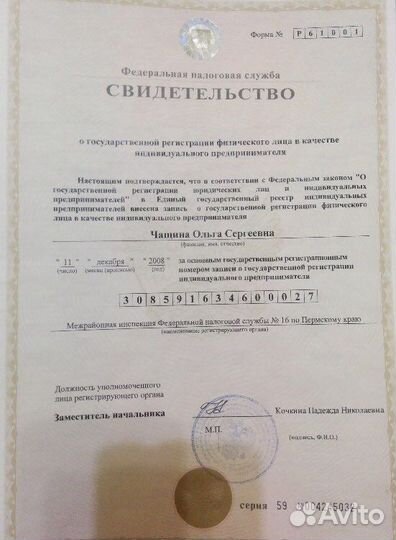 Форма № Р61001
Федеральная налоговая служба
СВИДЕТЕЛЬСТВО
о государственной регистрации физического лица в качестве
индивидуального предпринимателя
Настоящим подтверждается, что в соответствии с Федеральным законом "О
государственной регистрации юридических лиц и индивидуальных
предпринимателей" в Единый государственный реестр индивидуальных
предпринимателей внесена запись о государственной регистрации физического
лица в качестве индивидуального предпринимателя
Чащина Ольга Сергеевна
(фамилия, имя, отчество)
"11" "декабря" "2008" за основным государственным регистрационным
(число) (месяц прописью) (год) номером записи о государственной регистрации
индивидуального предпринимателя
308591634600027
Межрайонная инспекция Федеральной налоговой службы № 16 по Пермскому краю
(наименование регистрирующего органа)
Должность уполномоченного
лица регистрирующего органа
Заместитель начальника Кочкина Надежда Николаевна
М.П. (подпись, Ф.И.О.)
серия 59
Avito